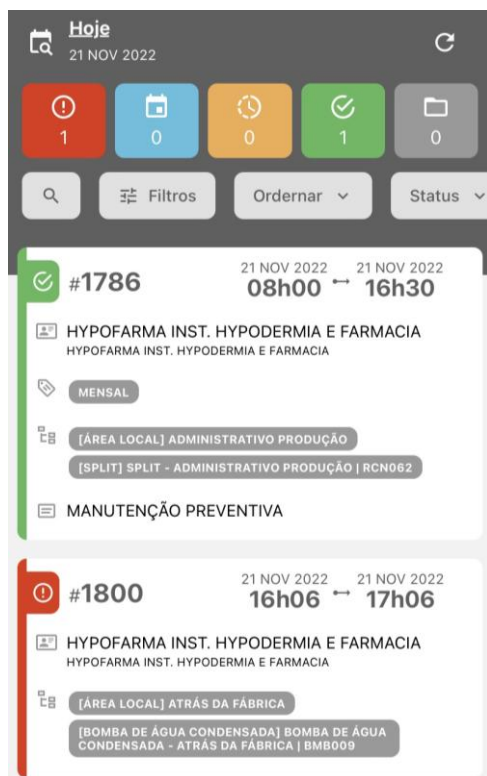 Hoje
21 NOV 2022
1 0 0 1 0
Filtros Ordernar Status
#1786 21 NOV 2022 21 NOV 2022
08h00 16h30
HYPOFARMA INST. HYPODERMIA E FARMACIA
HYPOFARMA INST. HYPODERMIA E FARMACIA
MENSAL
[ÁREA LOCAL] ADMINISTRATIVO PRODUÇÃO
[SPLIT] SPLIT - ADMINISTRATIVO PRODUÇÃO | RCN062
MANUTENÇÃO PREVENTIVA
#1800 21 NOV 2022 21 NOV 2022
16h06 17h06
HYPOFARMA INST. HYPODERMIA E FARMACIA
HYPOFARMA INST. HYPODERMIA E FARMACIA
[ÁREA LOCAL] ATRÁS DA FÁBRICA
[BOMBA DE ÁGUA CONDENSADA] BOMBA DE ÁGUA
CONDENSADA - ATRÁS DA FÁBRICA | BMB009